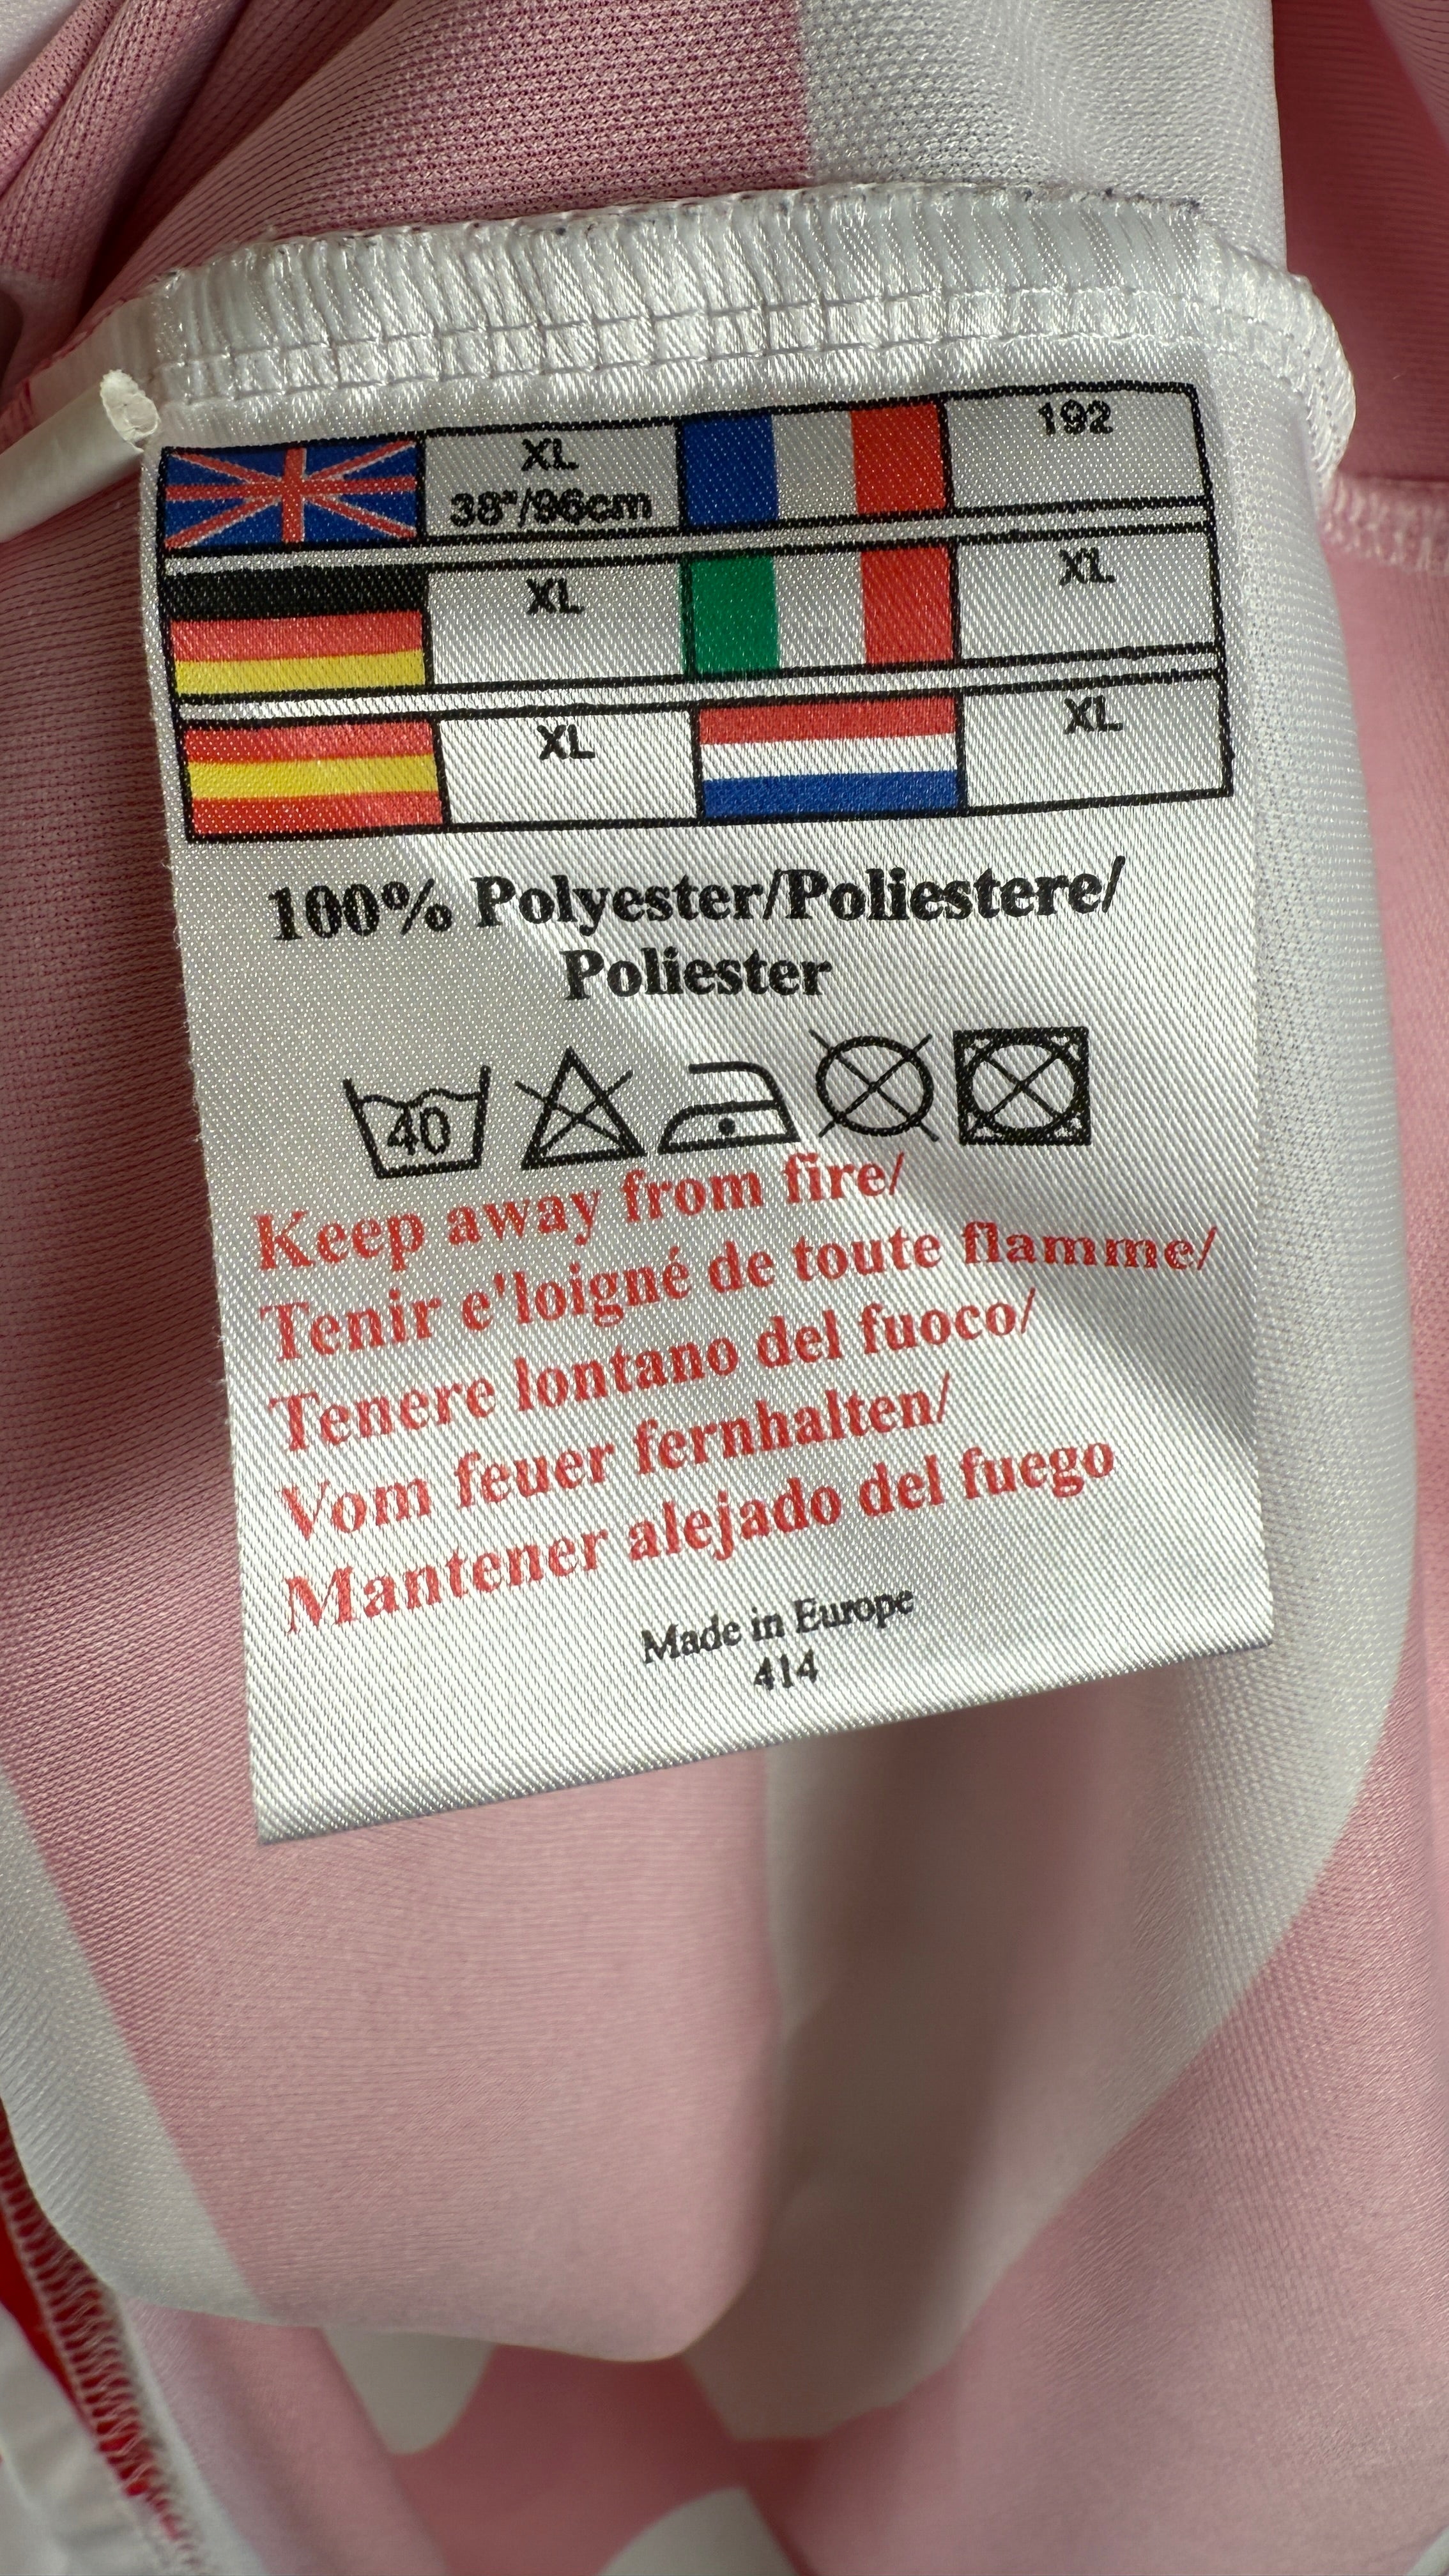 XL 192
38"/96cm
XL XL
XL XL
100% Polyester/Poliestere/
Poliester
40
Keep away from fire/
Tenir e'loigné de toute flamme/
Tenere lontano del fuoco/
Vom feuer fernhalten/
Mantener alejado del fuego
Made in Europe
414